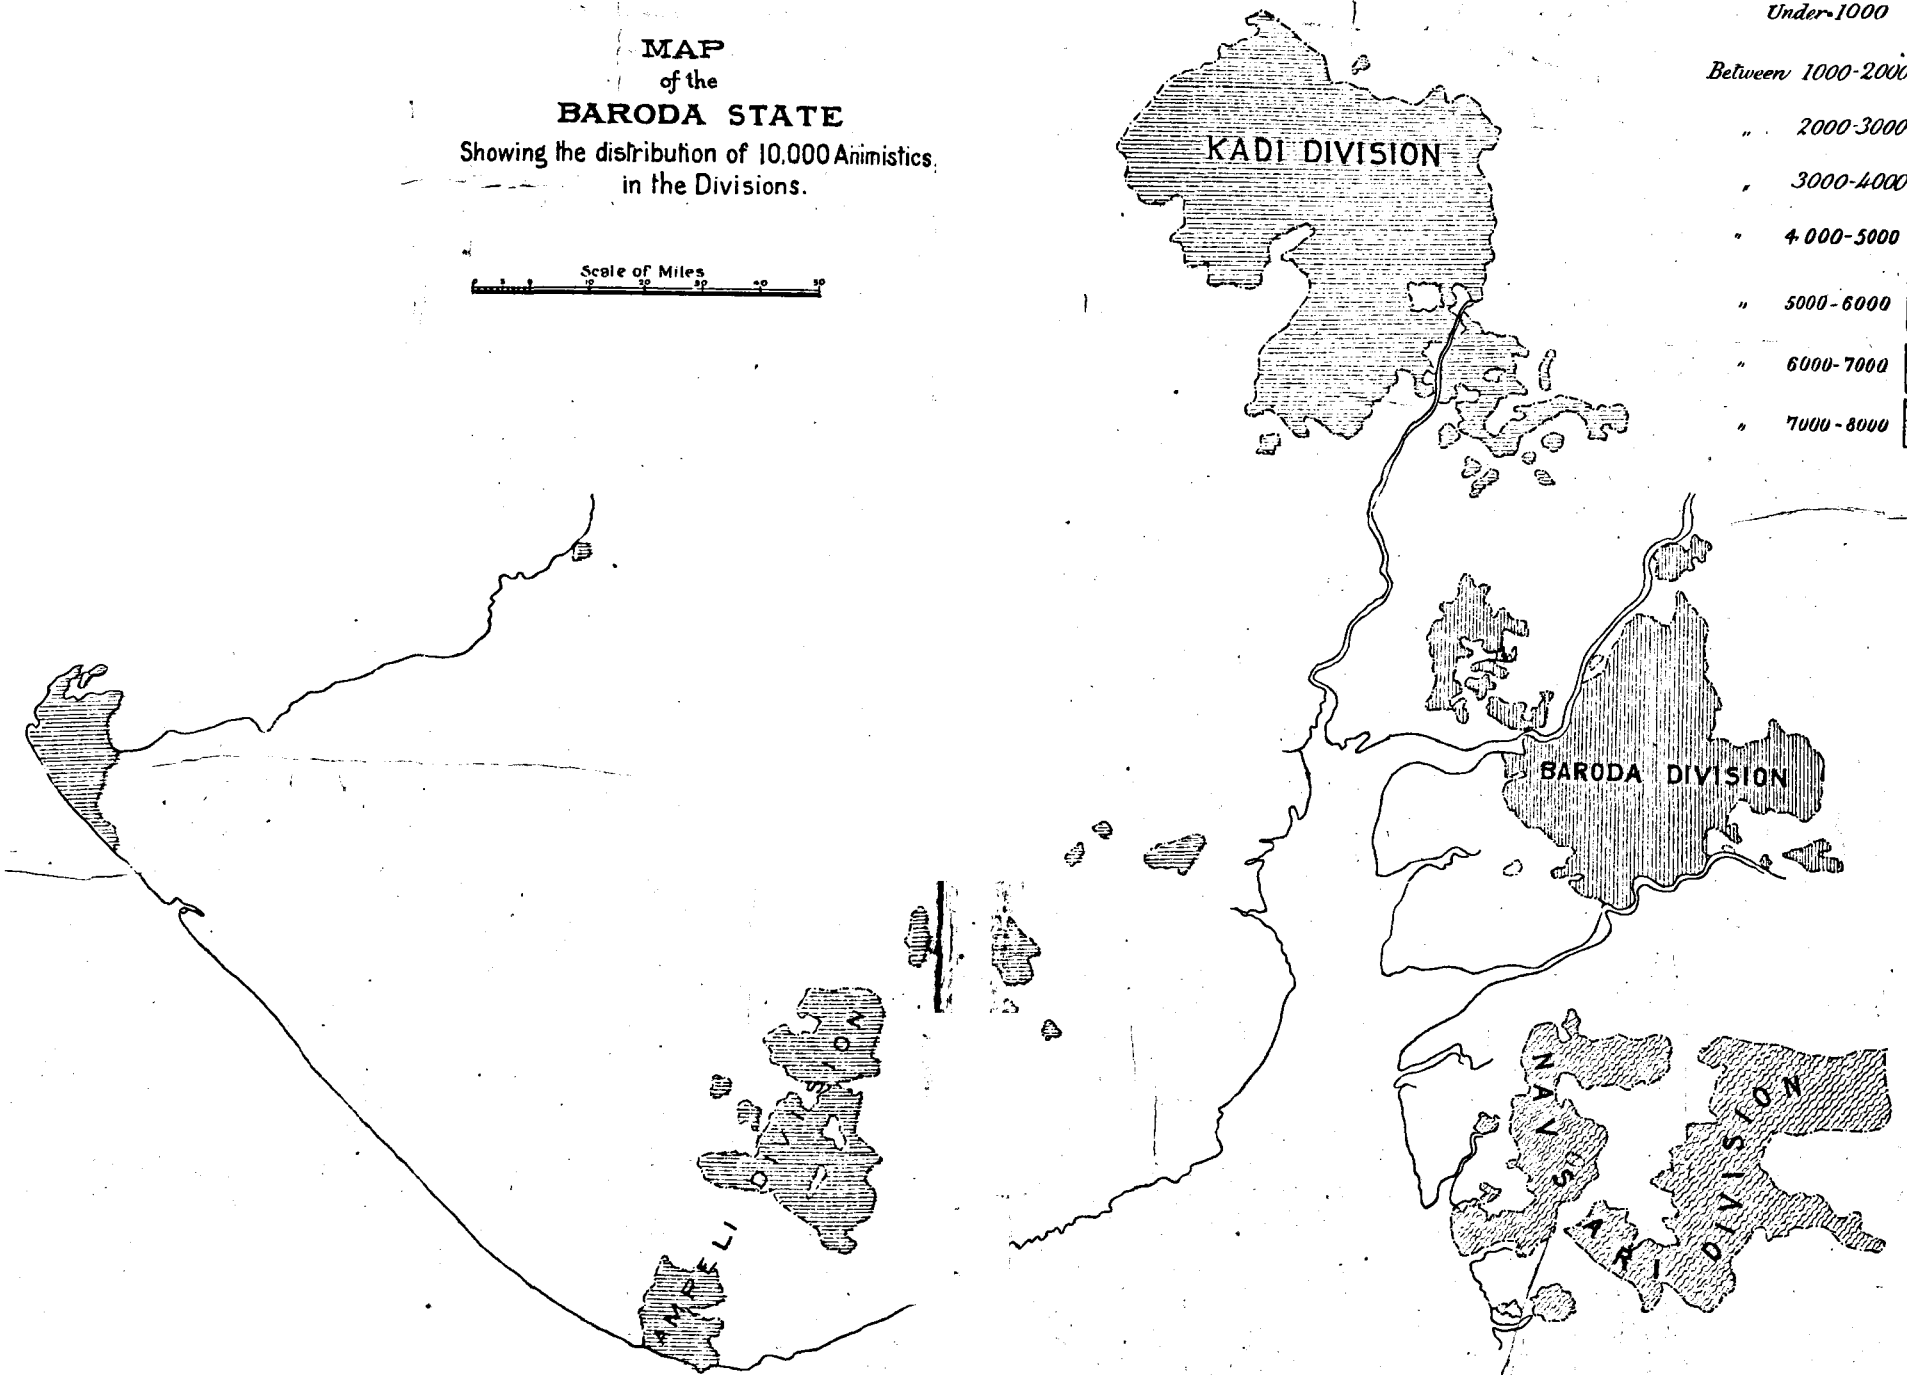 MAP
of the
BARODA STATE
Showing the distribution of 10,000 Animistics.
in the Divisions.
Scale of Miles
10 20 30 40 50
Under 1000
Between 1000-2000
" 2000-3000
" 3000-4000
" 4000-5000
" 5000-6000
" 6000-7000
" 7000-8000
KADI DIVISION
BARODA DIVISION
AMRELI DIVISION
NAVSARI DIVISION